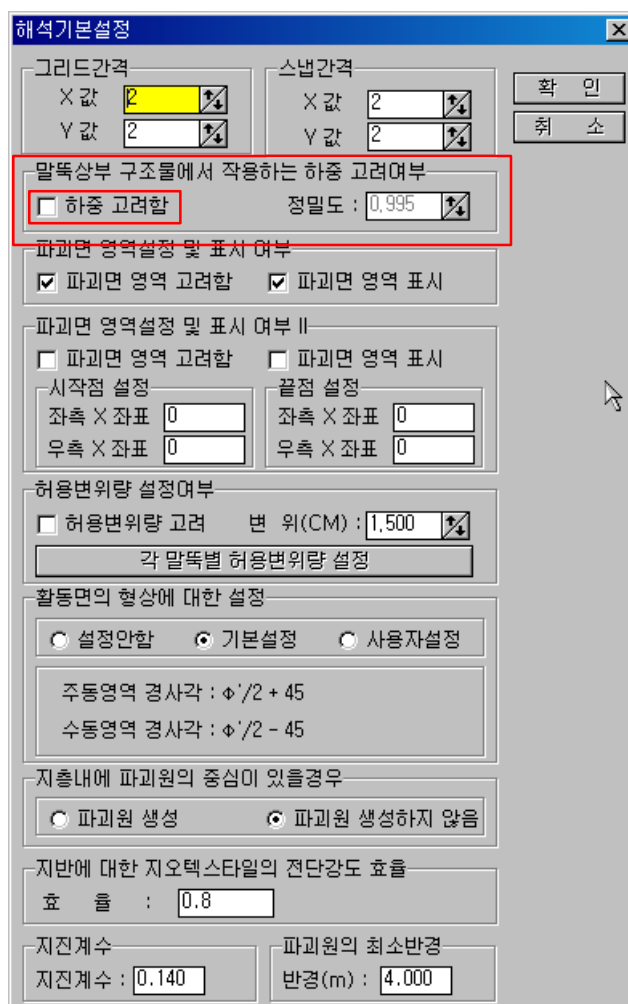 해석기본설정
그리드간격
X 값 2
Y 값 2
스냅간격
X 값 2
Y 값 2
확 인
취 소
말뚝상부 구조물에서 작용하는 하중 고려여부
하중 고려함 정밀도 : 0,995
파괴면 영역설정 및 표시 여부
파괴면 영역 고려함 파괴면 영역 표시
파괴면 영역설정 및 표시 여부 II
파괴면 영역 고려함 파괴면 영역 표시
시작점 설정
좌측 X 좌표 0
우측 X 좌표 0
끝점 설정
좌측 X 좌표 0
우측 X 좌표 0
허용변위량 설정여부
허용변위량 고려 변 위(CM) : 1,500
각 말뚝별 허용변위량 설정
활동면의 형상에 대한 설정
설정안함 기본설정 사용자설정
주동영역 경사각 : Φ'/2 + 45
수동영역 경사각 : Φ'/2 - 45
지층내에 파괴원의 중심이 있을경우
파괴원 생성 파괴원 생성하지 않음
지반에 대한 지오텍스타일의 전단강도 효율
효 율 : 0.8
지진계수
지진계수 : 0.140
파괴원의 최소반경
반경(m) : 4.000